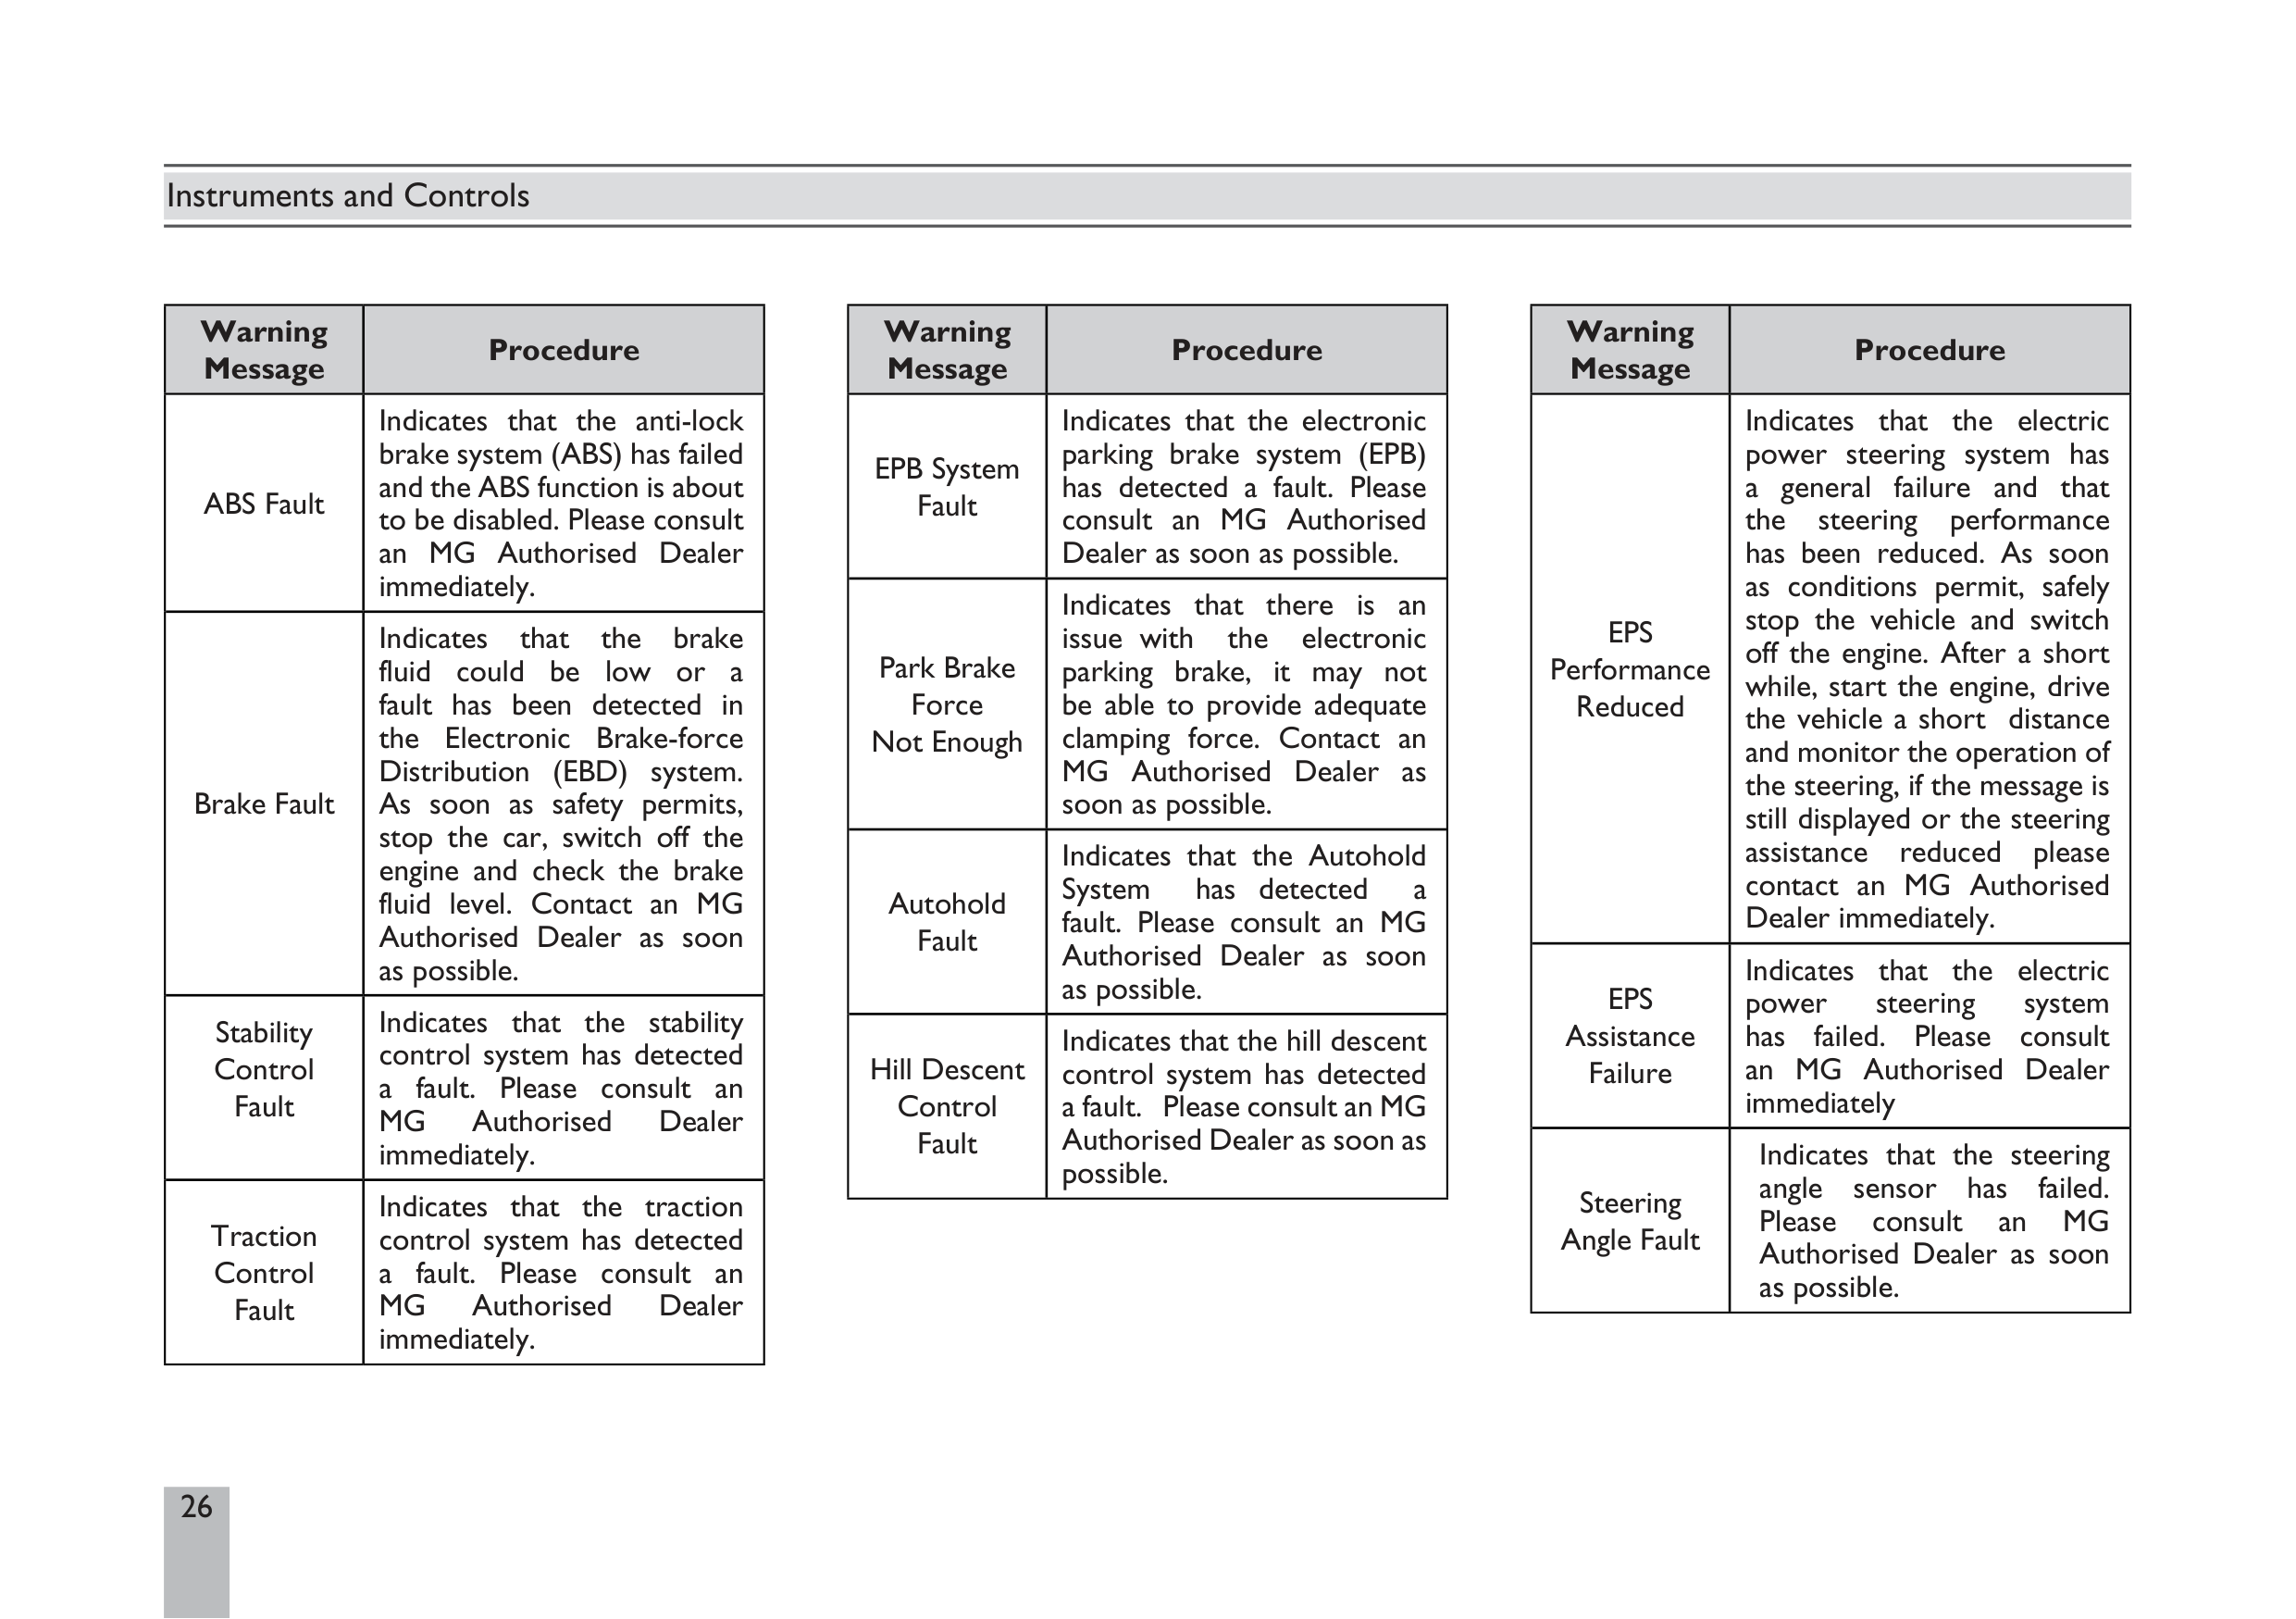 Instruments and Controls
Warning
Message
Procedure
ABS Fault
Indicates that the anti-lock
brake system (ABS) has failed
and the ABS function is about
to be disabled. Please consult
an MG Authorised Dealer
immediately.
Brake Fault
Indicates that the brake
fluid could be low or a
fault has been detected in
the Electronic Brake-force
Distribution (EBD) system.
As soon as safety permits,
stop the car, switch off the
engine and check the brake
fluid level. Contact an MG
Authorised Dealer as soon
as possible.
Stability
Control
Fault
Indicates that the stability
control system has detected
a fault. Please consult an
MG Authorised Dealer
immediately.
Traction
Control
Fault
Indicates that the traction
control system has detected
a fault. Please consult an
MG Authorised Dealer
immediately.
Warning
Message
Procedure
EPB System
Fault
Indicates that the electronic
parking brake system (EPB)
has detected a fault. Please
consult an MG Authorised
Dealer as soon as possible.
Park Brake
Force
Not Enough
Indicates that there is an
issue with the electronic
parking brake, it may not
be able to provide adequate
clamping force. Contact an
MG Authorised Dealer as
soon as possible.
Autohold
Fault
Indicates that the Autohold
System has detected a
fault. Please consult an MG
Authorised Dealer as soon
as possible.
Hill Descent
Control
Fault
Indicates that the hill descent
control system has detected
a fault. Please consult an MG
Authorised Dealer as soon as
possible.
Warning
Message
Procedure
EPS
Performance
Reduced
Indicates that the electric
power steering system has
a general failure and that
the steering performance
has been reduced. As soon
as conditions permit, safely
stop the vehicle and switch
off the engine. After a short
while, start the engine, drive
the vehicle a short distance
and monitor the operation of
the steering, if the message is
still displayed or the steering
assistance reduced please
contact an MG Authorised
Dealer immediately.
EPS
Assistance
Failure
Indicates that the electric
power steering system
has failed. Please consult
an MG Authorised Dealer
immediately
Steering
Angle Fault
Indicates that the steering
angle sensor has failed.
Please consult an MG
Authorised Dealer as soon
as possible.
26